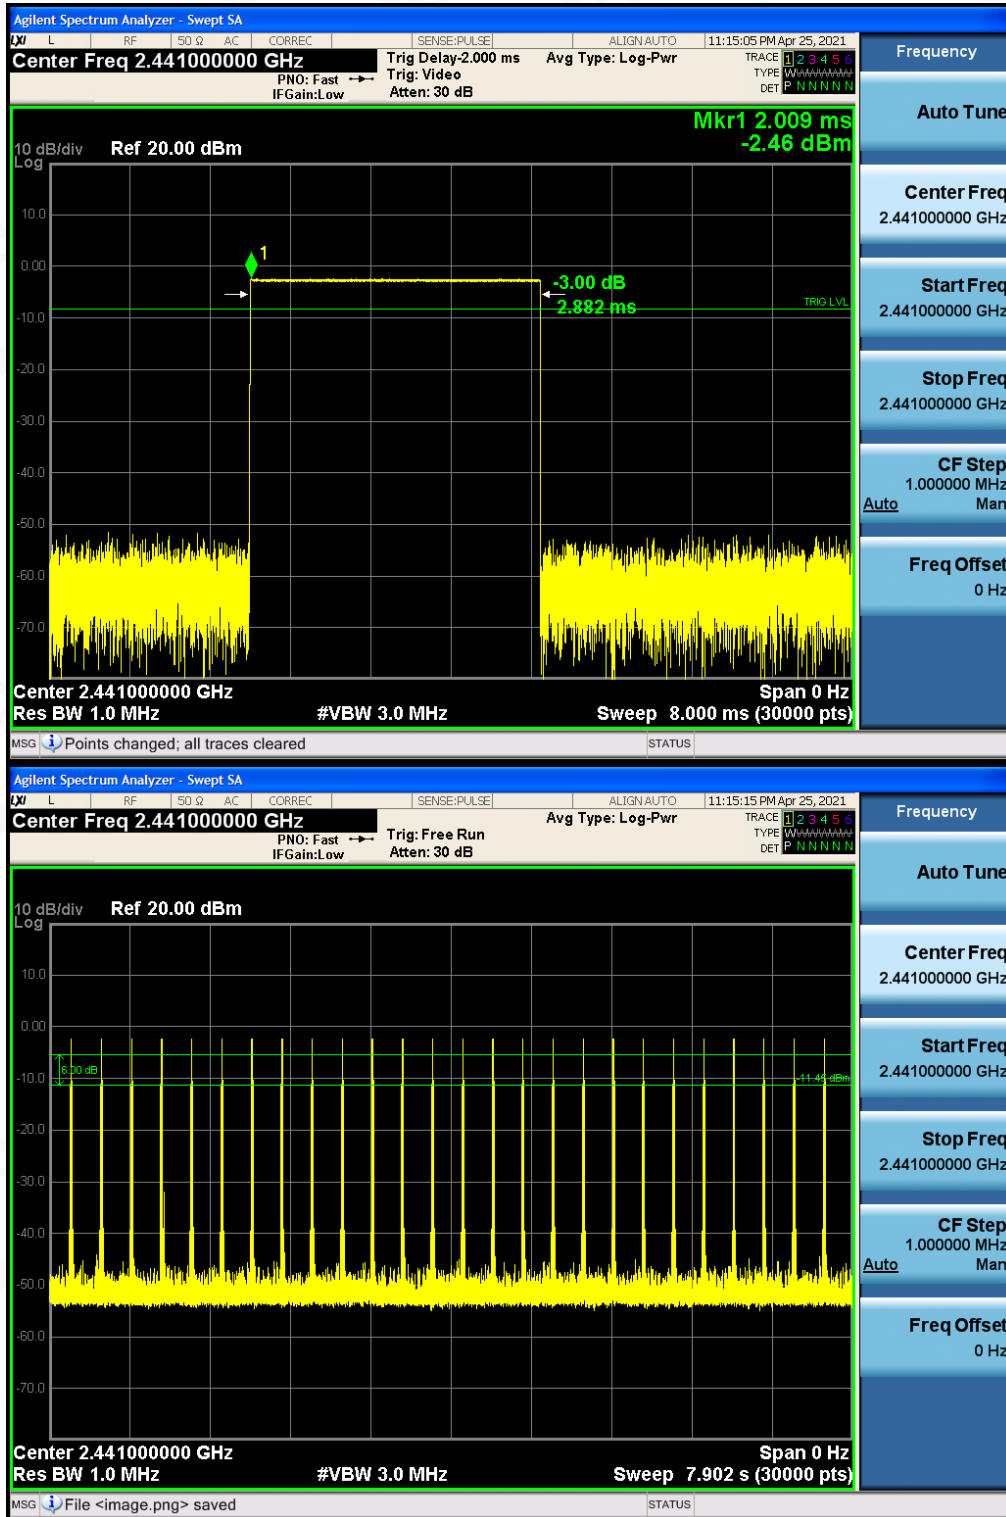 Agilent Spectrum Analyzer - Swept SA
LXI L RF 50 Ω AC CORREC SENSE:PULSE ALIGN AUTO 11:15:05 PM Apr 25, 2021
Center Freq 2.441000000 GHz
PNO: Fast
IFGain:Low
Trig Delay-2.000 ms
Trig: Video
Atten: 30 dB
Avg Type: Log-Pwr
TRACE 1 2 3 4 5 6
TYPE W
DET P N N N N N
Mkr1 2.009 ms
-2.46 dBm
10 dB/div Ref 20.00 dBm
Log
10.0
0.00
-10.0
-20.0
-30.0
-40.0
-50.0
-60.0
-70.0
1
-3.00 dB
2.882 ms
TRIG LVL
Center 2.441000000 GHz Span 0 Hz
Res BW 1.0 MHz #VBW 3.0 MHz Sweep 8.000 ms (30000 pts)
MSG Points changed; all traces cleared STATUS
Frequency
Auto Tune
Center Freq
2.441000000 GHz
Start Freq
2.441000000 GHz
Stop Freq
2.441000000 GHz
CF Step
1.000000 MHz
Auto Man
Freq Offset
0 Hz
Agilent Spectrum Analyzer - Swept SA
LXI L RF 50 Ω AC CORREC SENSE:PULSE ALIGN AUTO 11:15:15 PM Apr 25, 2021
Center Freq 2.441000000 GHz
PNO: Fast
IFGain:Low
Trig: Free Run
Atten: 30 dB
Avg Type: Log-Pwr
TRACE 1 2 3 4 5 6
TYPE W
DET P N N N N N
10 dB/div Ref 20.00 dBm
Log
10.0
0.00
-10.0
-20.0
-30.0
-40.0
-50.0
-60.0
-70.0
6.00 dB
-11.45 dBm
Center 2.441000000 GHz Span 0 Hz
Res BW 1.0 MHz #VBW 3.0 MHz Sweep 7.902 s (30000 pts)
MSG File <image.png> saved STATUS
Frequency
Auto Tune
Center Freq
2.441000000 GHz
Start Freq
2.441000000 GHz
Stop Freq
2.441000000 GHz
CF Step
1.000000 MHz
Auto Man
Freq Offset
0 Hz